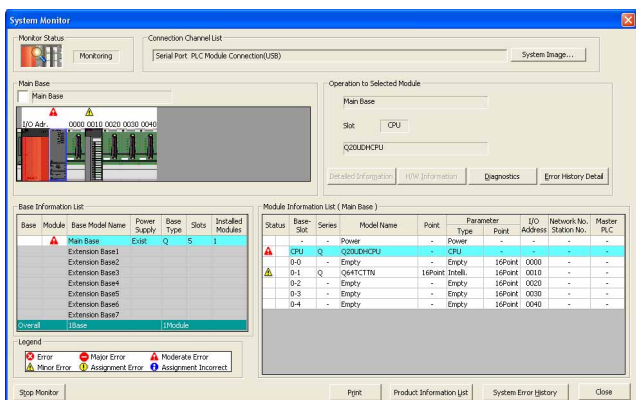 System Monitor
Monitor Status
Monitoring
Connection Channel List
Serial Port PLC Module Connection(USB)
System Image...
Main Base
Main Base
I/O Adr. 0000 0010 0020 0030 0040
Operation to Selected Module
Main Base
Slot CPU
Q20UDHCPU
Detailed Information H/W Information Diagnostics Error History Detail
Base Information List
Base Module Base Model Name Power Supply Base Type Slots Installed Modules
Main Base Exist Q 5 1
Extension Base1
Extension Base2
Extension Base3
Extension Base4
Extension Base5
Extension Base6
Extension Base7
Overall 1Base 1Module
Module Information List ( Main Base )
Status Base-Slot Series Model Name Point Parameter Type Point I/O Address Network No. Station No. Master PLC
- - Power - Power - - - -
CPU Q Q20UDHCPU - CPU - - - -
0-0 - Empty - Empty 16Point 0000 - -
0-1 Q Q64TCTTN 16Point Intelli. 16Point 0010 - -
0-2 - Empty - Empty 16Point 0020 - -
0-3 - Empty - Empty 16Point 0030 - -
0-4 - Empty - Empty 16Point 0040 - -
Legend
Error Major Error Moderate Error
Minor Error Assignment Error Assignment Incorrect
Stop Monitor
Print Product Information List System Error History Close